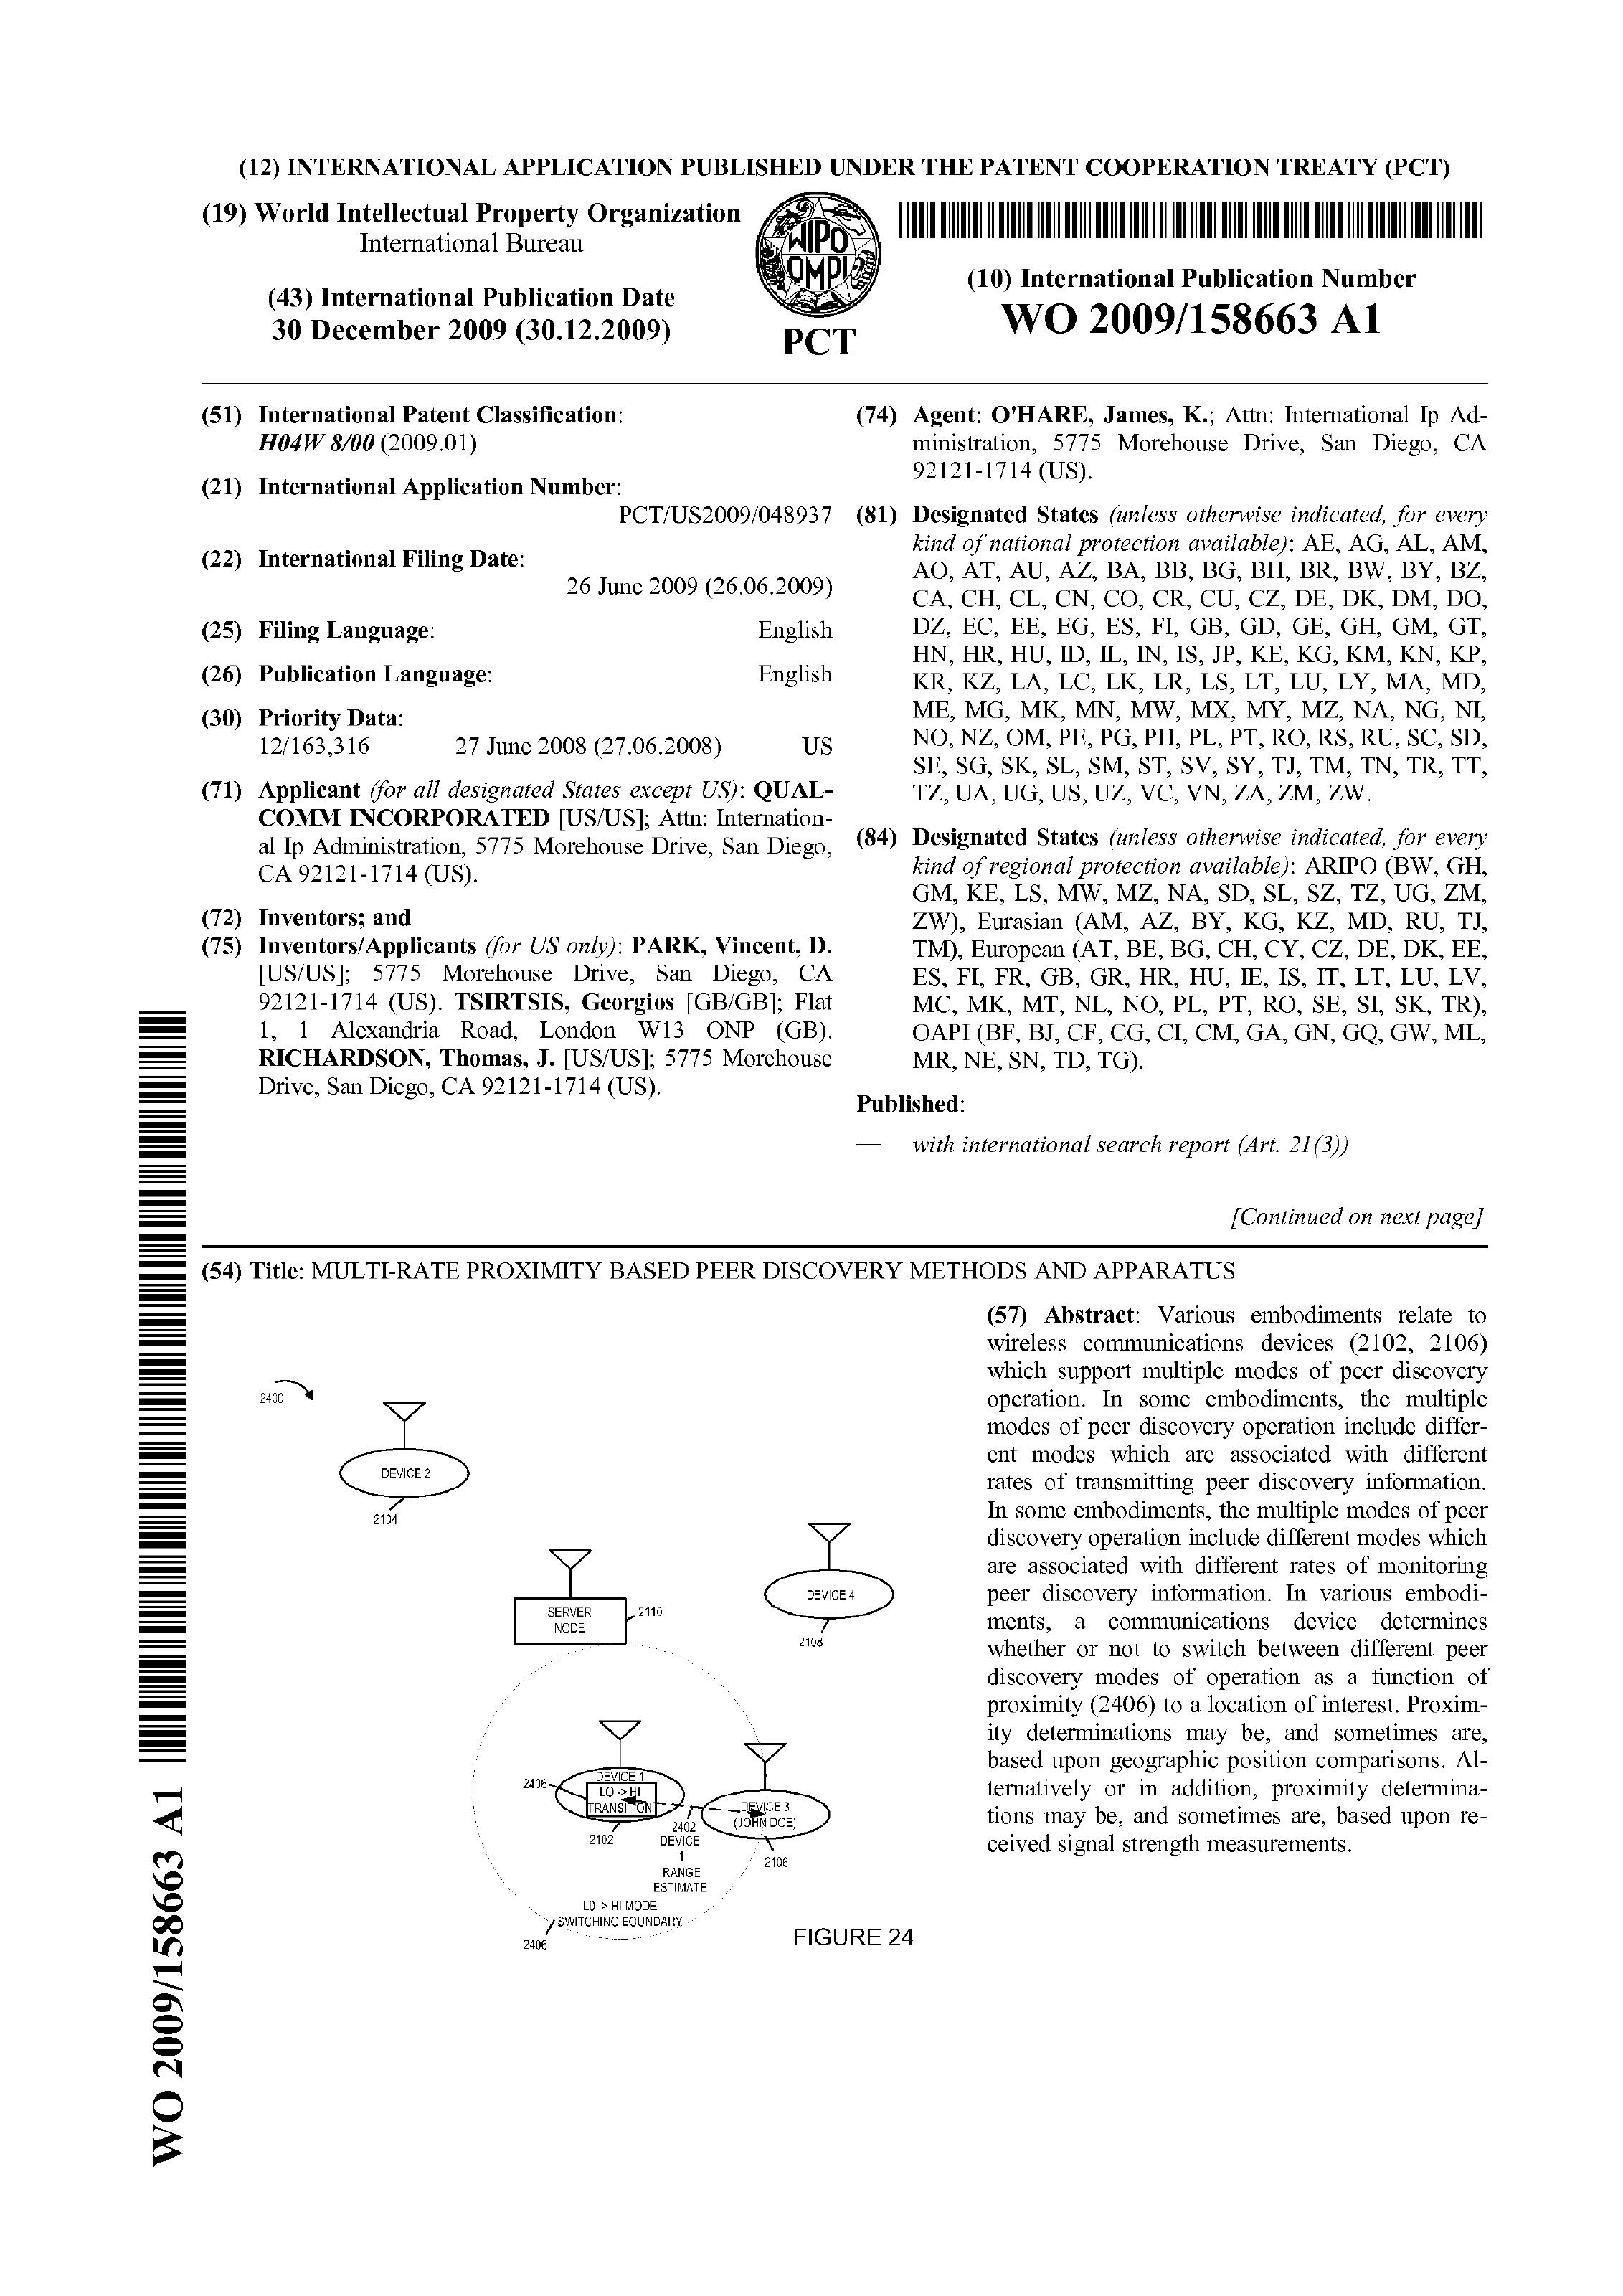 (12) INTERNATIONAL APPLICATION PUBLISHED UNDER THE PATENT COOPERATION TREATY (PCT)
(19) World Intellectual Property Organization
International Bureau
(43) International Publication Date
30 December 2009 (30.12.2009)
WIPO
OMPI
PCT
(10) International Publication Number
WO 2009/158663 A1
(51) International Patent Classification:
H04W 8/00 (2009.01)
(21) International Application Number:
PCT/US2009/048937
(22) International Filing Date:
26 June 2009 (26.06.2009)
(25) Filing Language: English
(26) Publication Language: English
(30) Priority Data:
12/163,316 27 June 2008 (27.06.2008) US
(71) Applicant (for all designated States except US): QUAL-
COMM INCORPORATED [US/US]; Attn: Internation-
al Ip Administration, 5775 Morehouse Drive, San Diego,
CA 92121-1714 (US).
(72) Inventors; and
(75) Inventors/Applicants (for US only): PARK, Vincent, D.
[US/US]; 5775 Morehouse Drive, San Diego, CA
92121-1714 (US). TSIRTSIS, Georgios [GB/GB]; Flat
1, 1 Alexandria Road, London W13 ONP (GB).
RICHARDSON, Thomas, J. [US/US]; 5775 Morehouse
Drive, San Diego, CA 92121-1714 (US).
(74) Agent: O'HARE, James, K.; Attn: International Ip Ad-
ministration, 5775 Morehouse Drive, San Diego, CA
92121-1714 (US).
(81) Designated States (unless otherwise indicated, for every
kind of national protection available): AE, AG, AL, AM,
AO, AT, AU, AZ, BA, BB, BG, BH, BR, BW, BY, BZ,
CA, CH, CL, CN, CO, CR, CU, CZ, DE, DK, DM, DO,
DZ, EC, EE, EG, ES, FI, GB, GD, GE, GH, GM, GT,
HN, HR, HU, ID, IL, IN, IS, JP, KE, KG, KM, KN, KP,
KR, KZ, LA, LC, LK, LR, LS, LT, LU, LY, MA, MD,
ME, MG, MK, MN, MW, MX, MY, MZ, NA, NG, NI,
NO, NZ, OM, PE, PG, PH, PL, PT, RO, RS, RU, SC, SD,
SE, SG, SK, SL, SM, ST, SV, SY, TJ, TM, TN, TR, TT,
TZ, UA, UG, US, UZ, VC, VN, ZA, ZM, ZW.
(84) Designated States (unless otherwise indicated, for every
kind of regional protection available): ARIPO (BW, GH,
GM, KE, LS, MW, MZ, NA, SD, SL, SZ, TZ, UG, ZM,
ZW), Eurasian (AM, AZ, BY, KG, KZ, MD, RU, TJ,
TM), European (AT, BE, BG, CH, CY, CZ, DE, DK, EE,
ES, FI, FR, GB, GR, HR, HU, IE, IS, IT, LT, LU, LV,
MC, MK, MT, NL, NO, PL, PT, RO, SE, SI, SK, TR),
OAPI (BF, BJ, CF, CG, CI, CM, GA, GN, GQ, GW, ML,
MR, NE, SN, TD, TG).
Published:
— with international search report (Art. 21(3))
[Continued on next page]
(54) Title: MULTI-RATE PROXIMITY BASED PEER DISCOVERY METHODS AND APPARATUS
2400
DEVICE 2
2104
SERVER
NODE
2110
DEVICE 4
2108
DEVICE 1
LO -> HI
TRANSITION
2406
2102
2402
DEVICE
1
RANGE
ESTIMATE
DEVICE 3
(JOHN DOE)
2106
LO -> HI MODE
SWITCHING BOUNDARY
2406
FIGURE 24
(57) Abstract: Various embodiments relate to
wireless communications devices (2102, 2106)
which support multiple modes of peer discovery
operation. In some embodiments, the multiple
modes of peer discovery operation include differ-
ent modes which are associated with different
rates of transmitting peer discovery information.
In some embodiments, the multiple modes of peer
discovery operation include different modes which
are associated with different rates of monitoring
peer discovery information. In various embodi-
ments, a communications device determines
whether or not to switch between different peer
discovery modes of operation as a function of
proximity (2406) to a location of interest. Proxim-
ity determinations may be, and sometimes are,
based upon geographic position comparisons. Al-
ternatively or in addition, proximity determina-
tions may be, and sometimes are, based upon re-
ceived signal strength measurements.
WO 2009/158663 A1